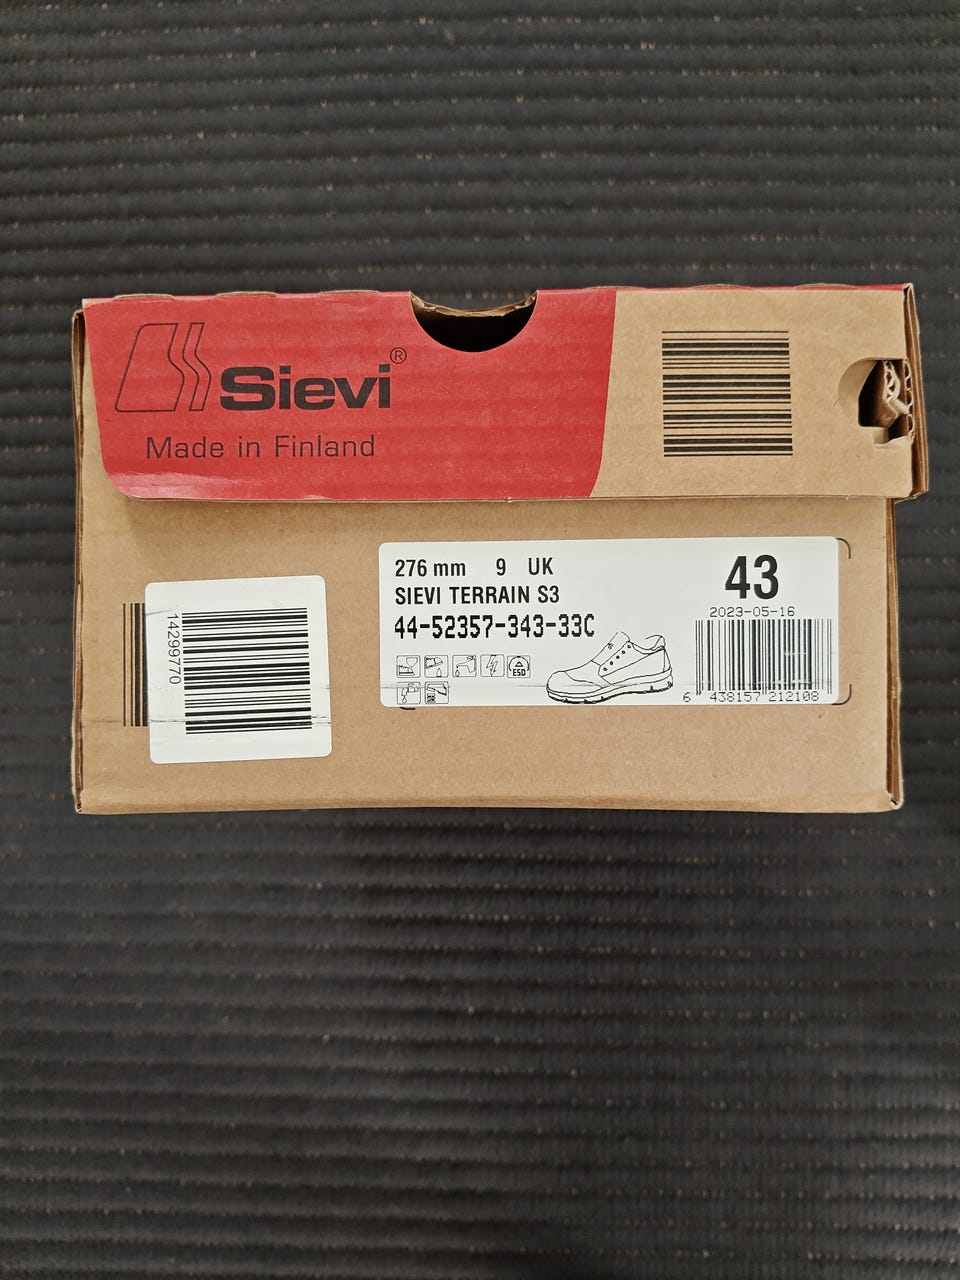 Sievi®
Made in Finland
276 mm 9 UK
SIEVI TERRAIN S3
44-52357-343-33C
ESD
43
2023-05-16
6 438157 212108
14299770